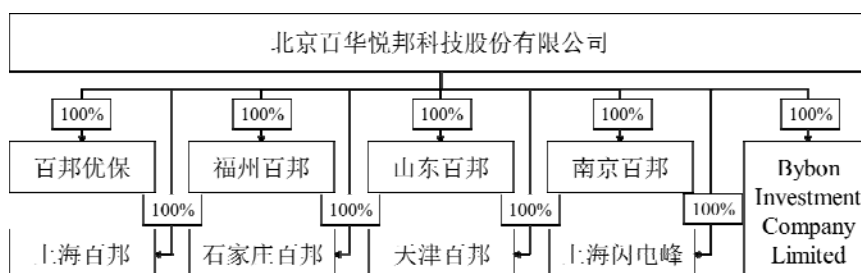 北京百华悦邦科技股份有限公司
100%
100%
100%
100%
100%
百邦优保
福州百邦
山东百邦
南京百邦
Bybon
Investment
Company
Limited
100%
100%
100%
100%
上海百邦
石家庄百邦
天津百邦
上海闪电峰